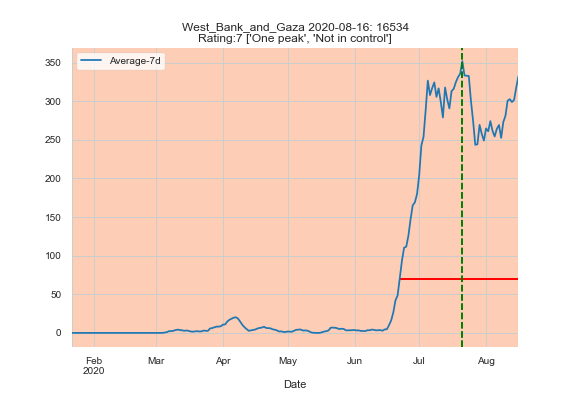 West_Bank_and_Gaza 2020-08-16: 16534
Rating:7 ['One peak', 'Not in control']
Average-7d
350
300
250
200
150
100
50
0
Feb Mar Apr May Jun Jul Aug
2020
Date